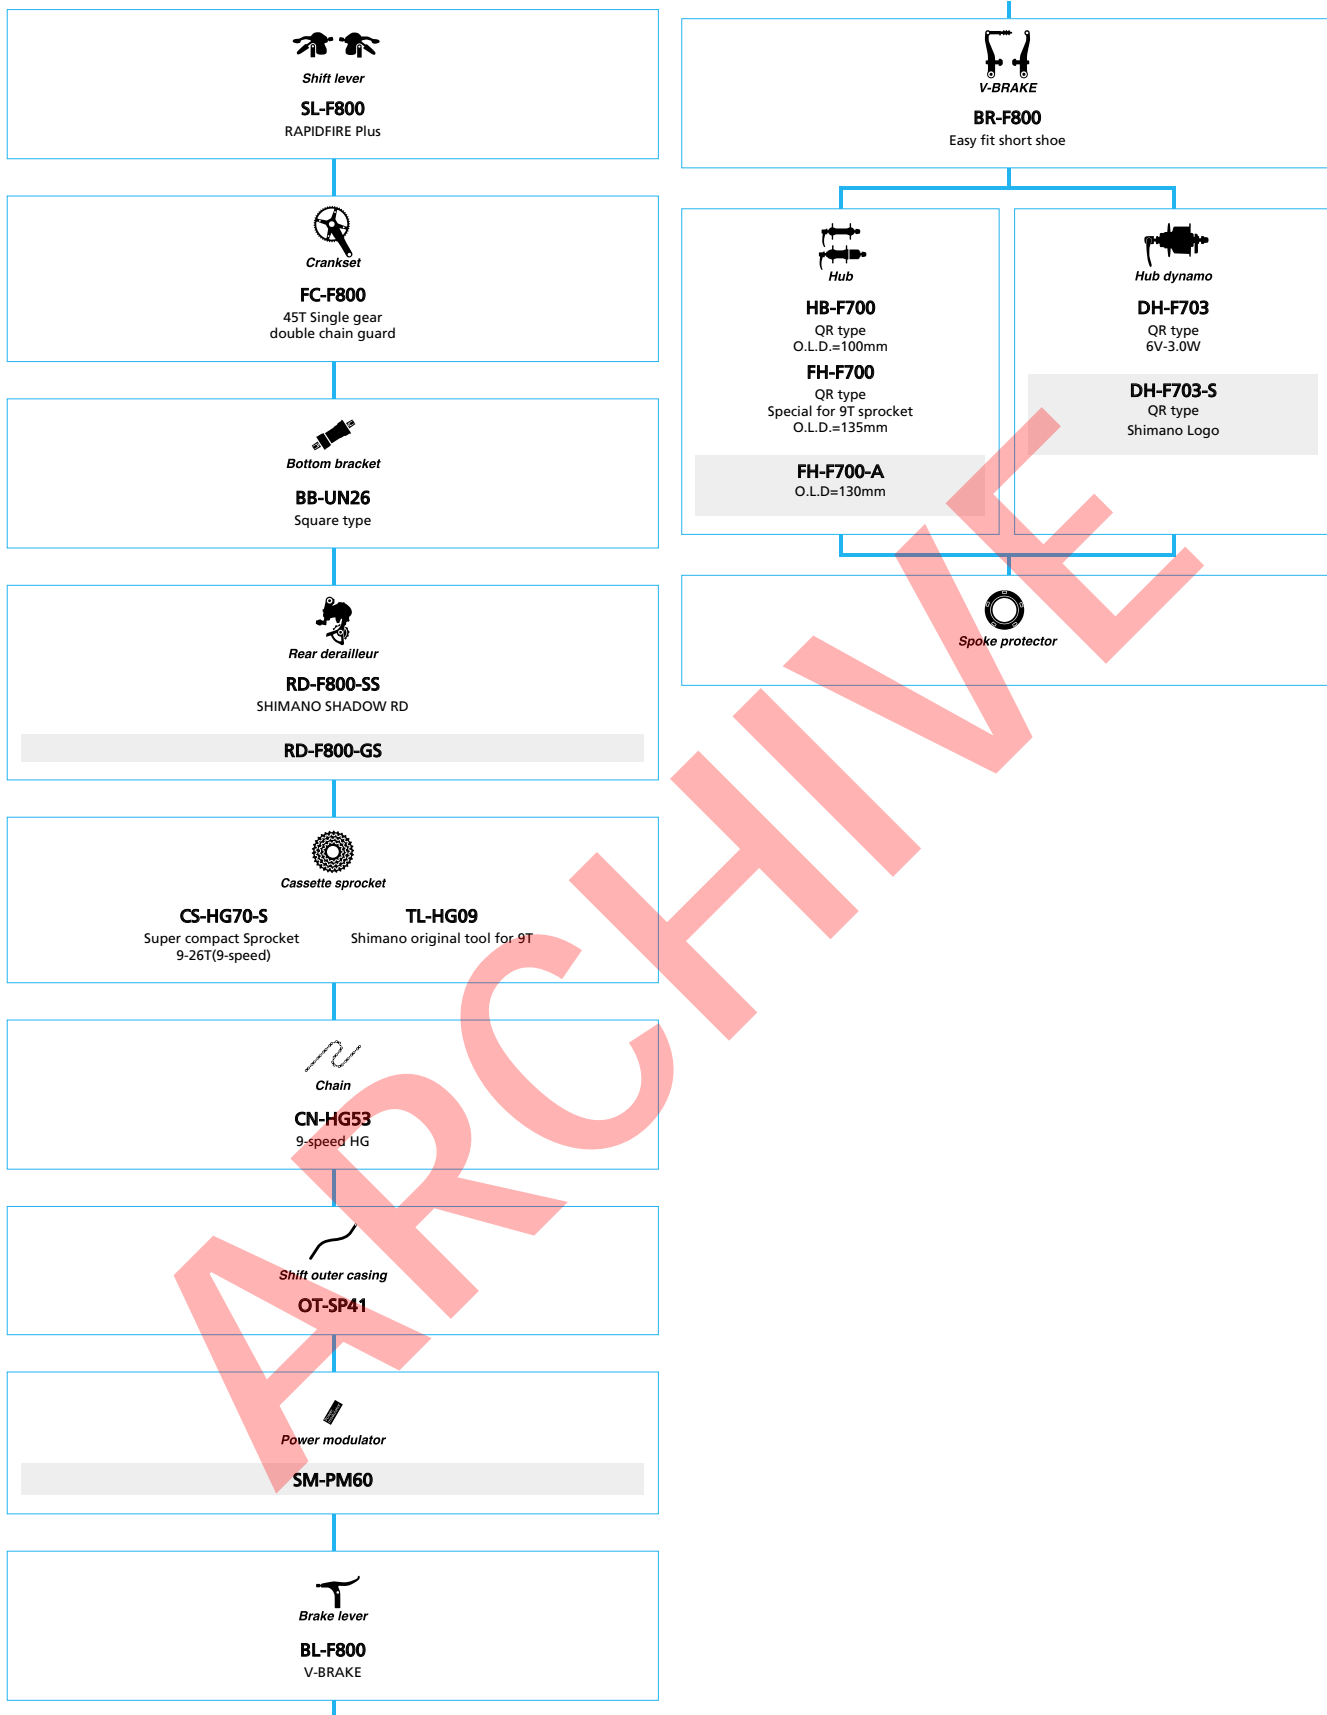 Shift lever
SL-F800
RAPIDFIRE Plus
Crankset
FC-F800
45T Single gear
double chain guard
Bottom bracket
BB-UN26
Square type
Rear derailleur
RD-F800-SS
SHIMANO SHADOW RD
RD-F800-GS
Cassette sprocket
CS-HG70-S
Super compact Sprocket
9-26T(9-speed)
TL-HG09
Shimano original tool for 9T
Chain
CN-HG53
9-speed HG
Shift outer casing
OT-SP41
Power modulator
SM-PM60
Brake lever
BL-F800
V-BRAKE
V-BRAKE
BR-F800
Easy fit short shoe
Hub
HB-F700
QR type
O.L.D.=100mm
FH-F700
QR type
Special for 9T sprocket
O.L.D.=135mm
FH-F700-A
O.L.D=130mm
Hub dynamo
DH-F703
QR type
6V-3.0W
DH-F703-S
QR type
Shimano Logo
Spoke protector
ARCHIVE